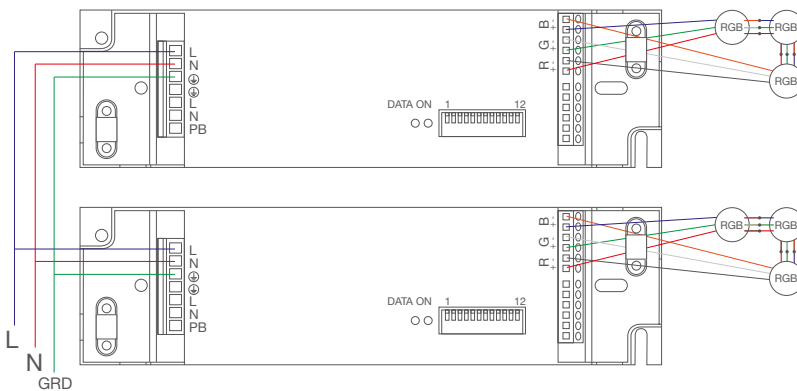 B - +
G - +
R - +
RGB
RGB
RGB
L
N
L
N
PB
DATA ON 1 12
B - +
G - +
R - +
RGB
RGB
RGB
L
N
L
N
PB
DATA ON 1 12
L
N
GRD